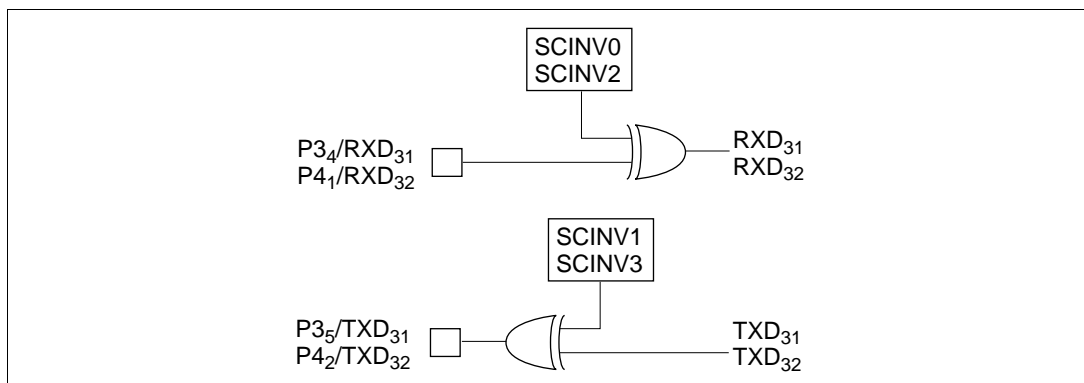 SCINV0
SCINV2
P3₄/RXD₃₁
P4₁/RXD₃₂
RXD₃₁
RXD₃₂
SCINV1
SCINV3
P3₅/TXD₃₁
P4₂/TXD₃₂
TXD₃₁
TXD₃₂